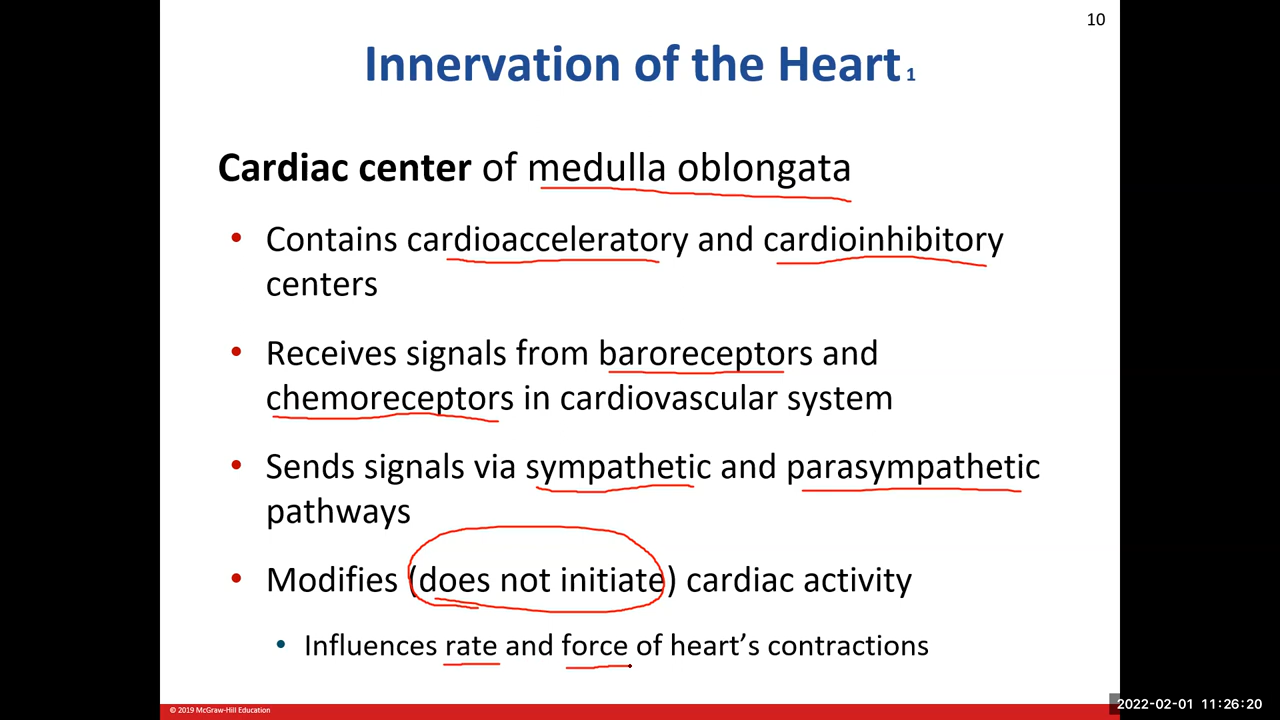 10
Innervation of the Heart 1
Cardiac center of medulla oblongata
• Contains cardioacceleratory and cardioinhibitory
centers
• Receives signals from baroreceptors and
chemoreceptors in cardiovascular system
• Sends signals via sympathetic and parasympathetic
pathways
• Modifies (does not initiate) cardiac activity
• Influences rate and force of heart’s contractions
© 2019 McGraw-Hill Education
2022-02-01 11:26:20